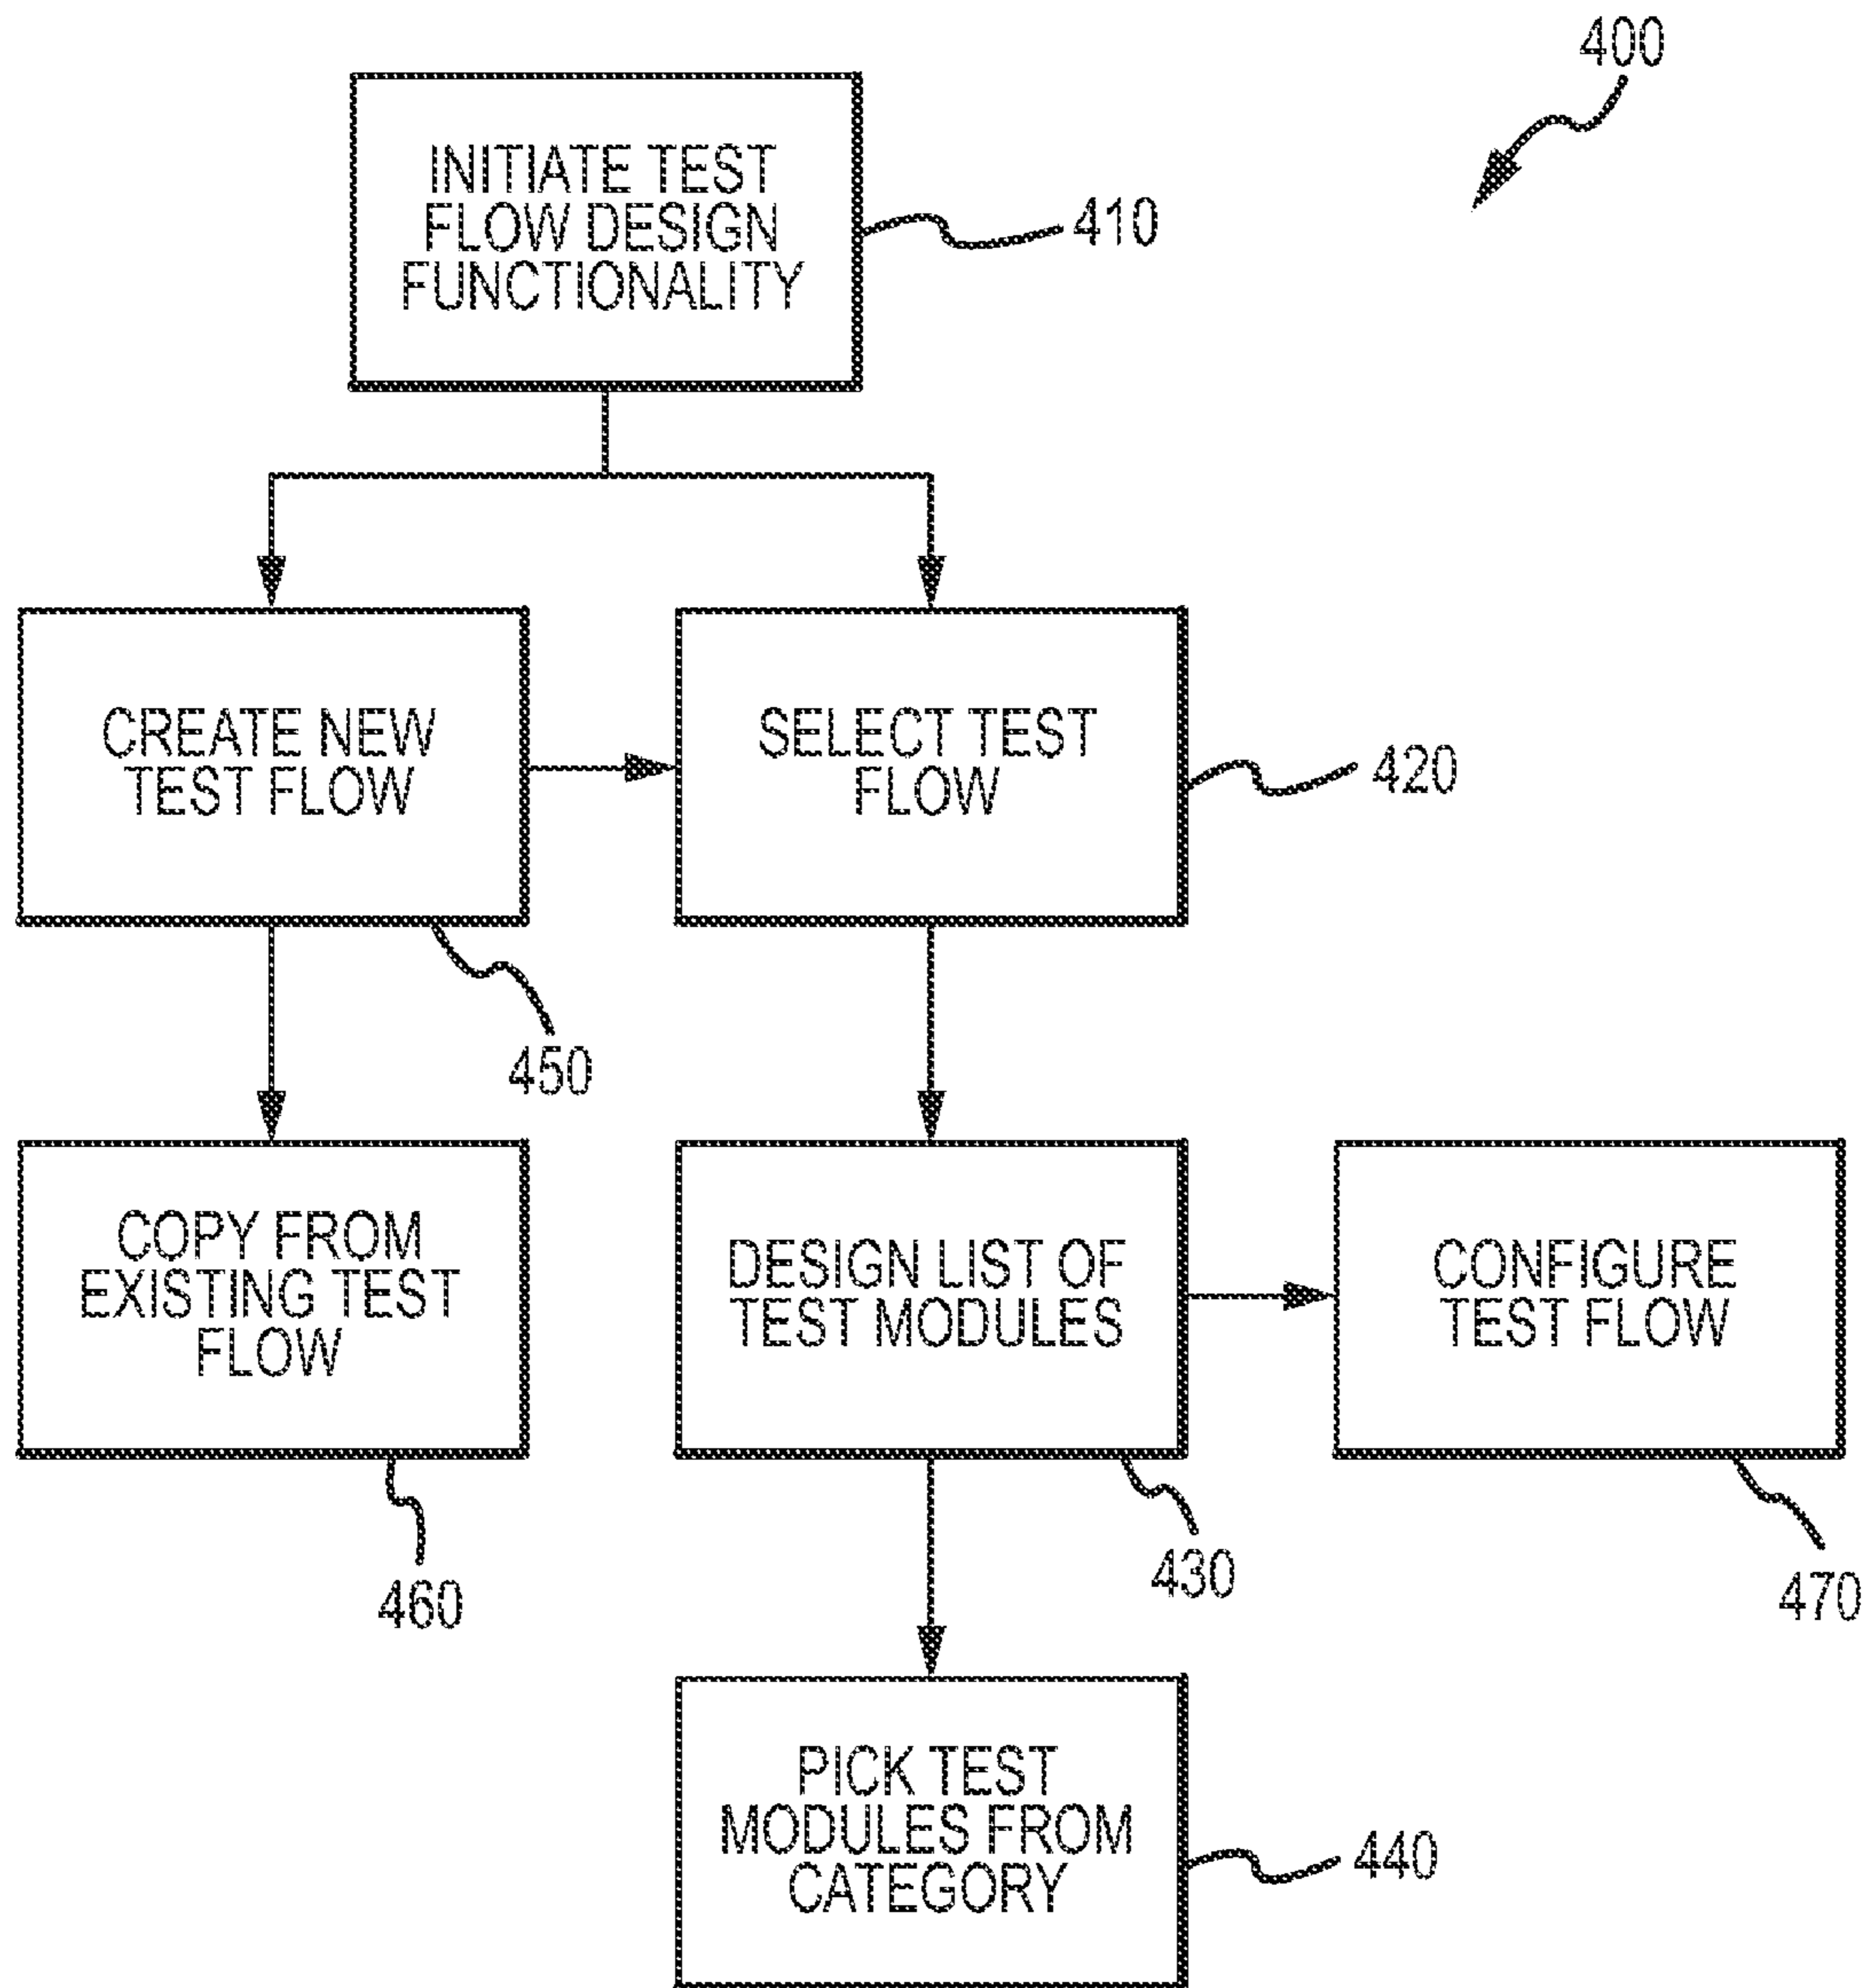 400
INITIATE TEST
FLOW DESIGN
FUNCTIONALITY
410
CREATE NEW
TEST FLOW
450
SELECT TEST
FLOW
420
COPY FROM
EXISTING TEST
FLOW
460
DESIGN LIST OF
TEST MODULES
430
CONFIGURE
TEST FLOW
470
PICK TEST
MODULES FROM
CATEGORY
440